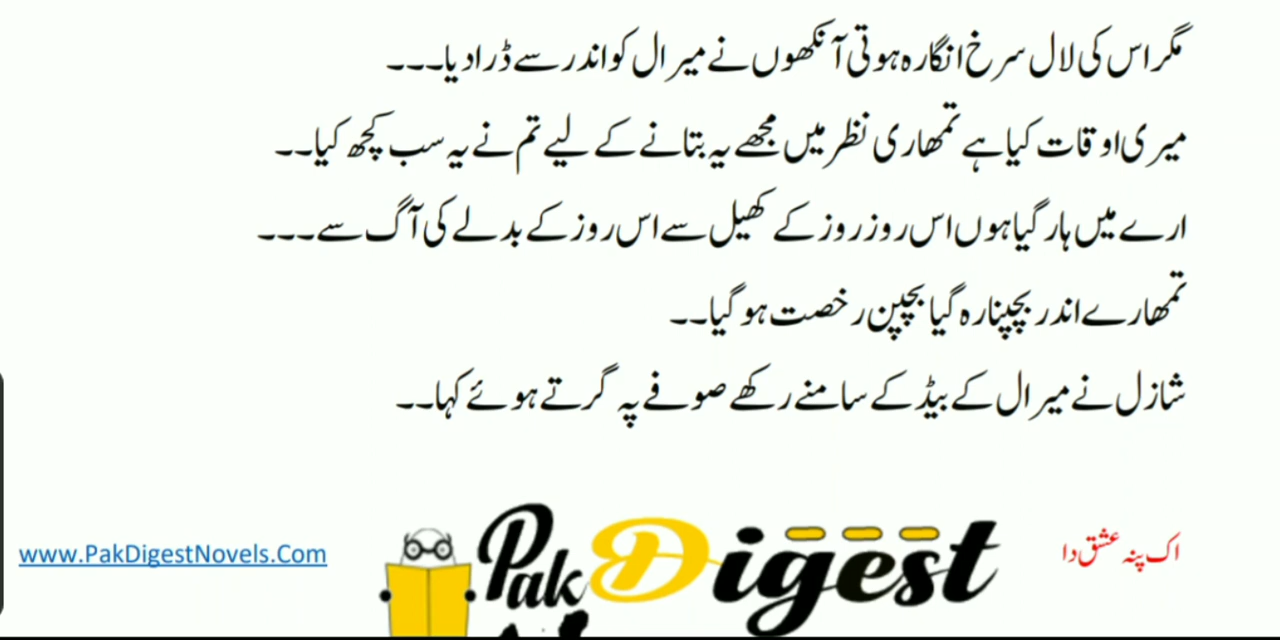 مگر اس کی لال سرخ انگارہ ہوتی آنکھوں نے میرال کو اندر سے ڈرا دیا۔۔۔
میری اوقات کیا ہے تمھاری نظر میں مجھے یہ بتانے کے لیے تم نے یہ سب کچھ کیا۔۔
ارے میں ہار گیا ہوں اس روز روز کے کھیل سے اس روز کے بدلے کی آگ سے۔۔۔
تمھارے اندر بچپنا رہ گیا بچپن رخصت ہو گیا۔۔
شازل نے میرال کے بیڈ کے سامنے رکھے صوفے پہ گرتے ہوئے کہا۔۔
اک پنہ عشق دا
Pak Digest
www.PakDigestNovels.Com